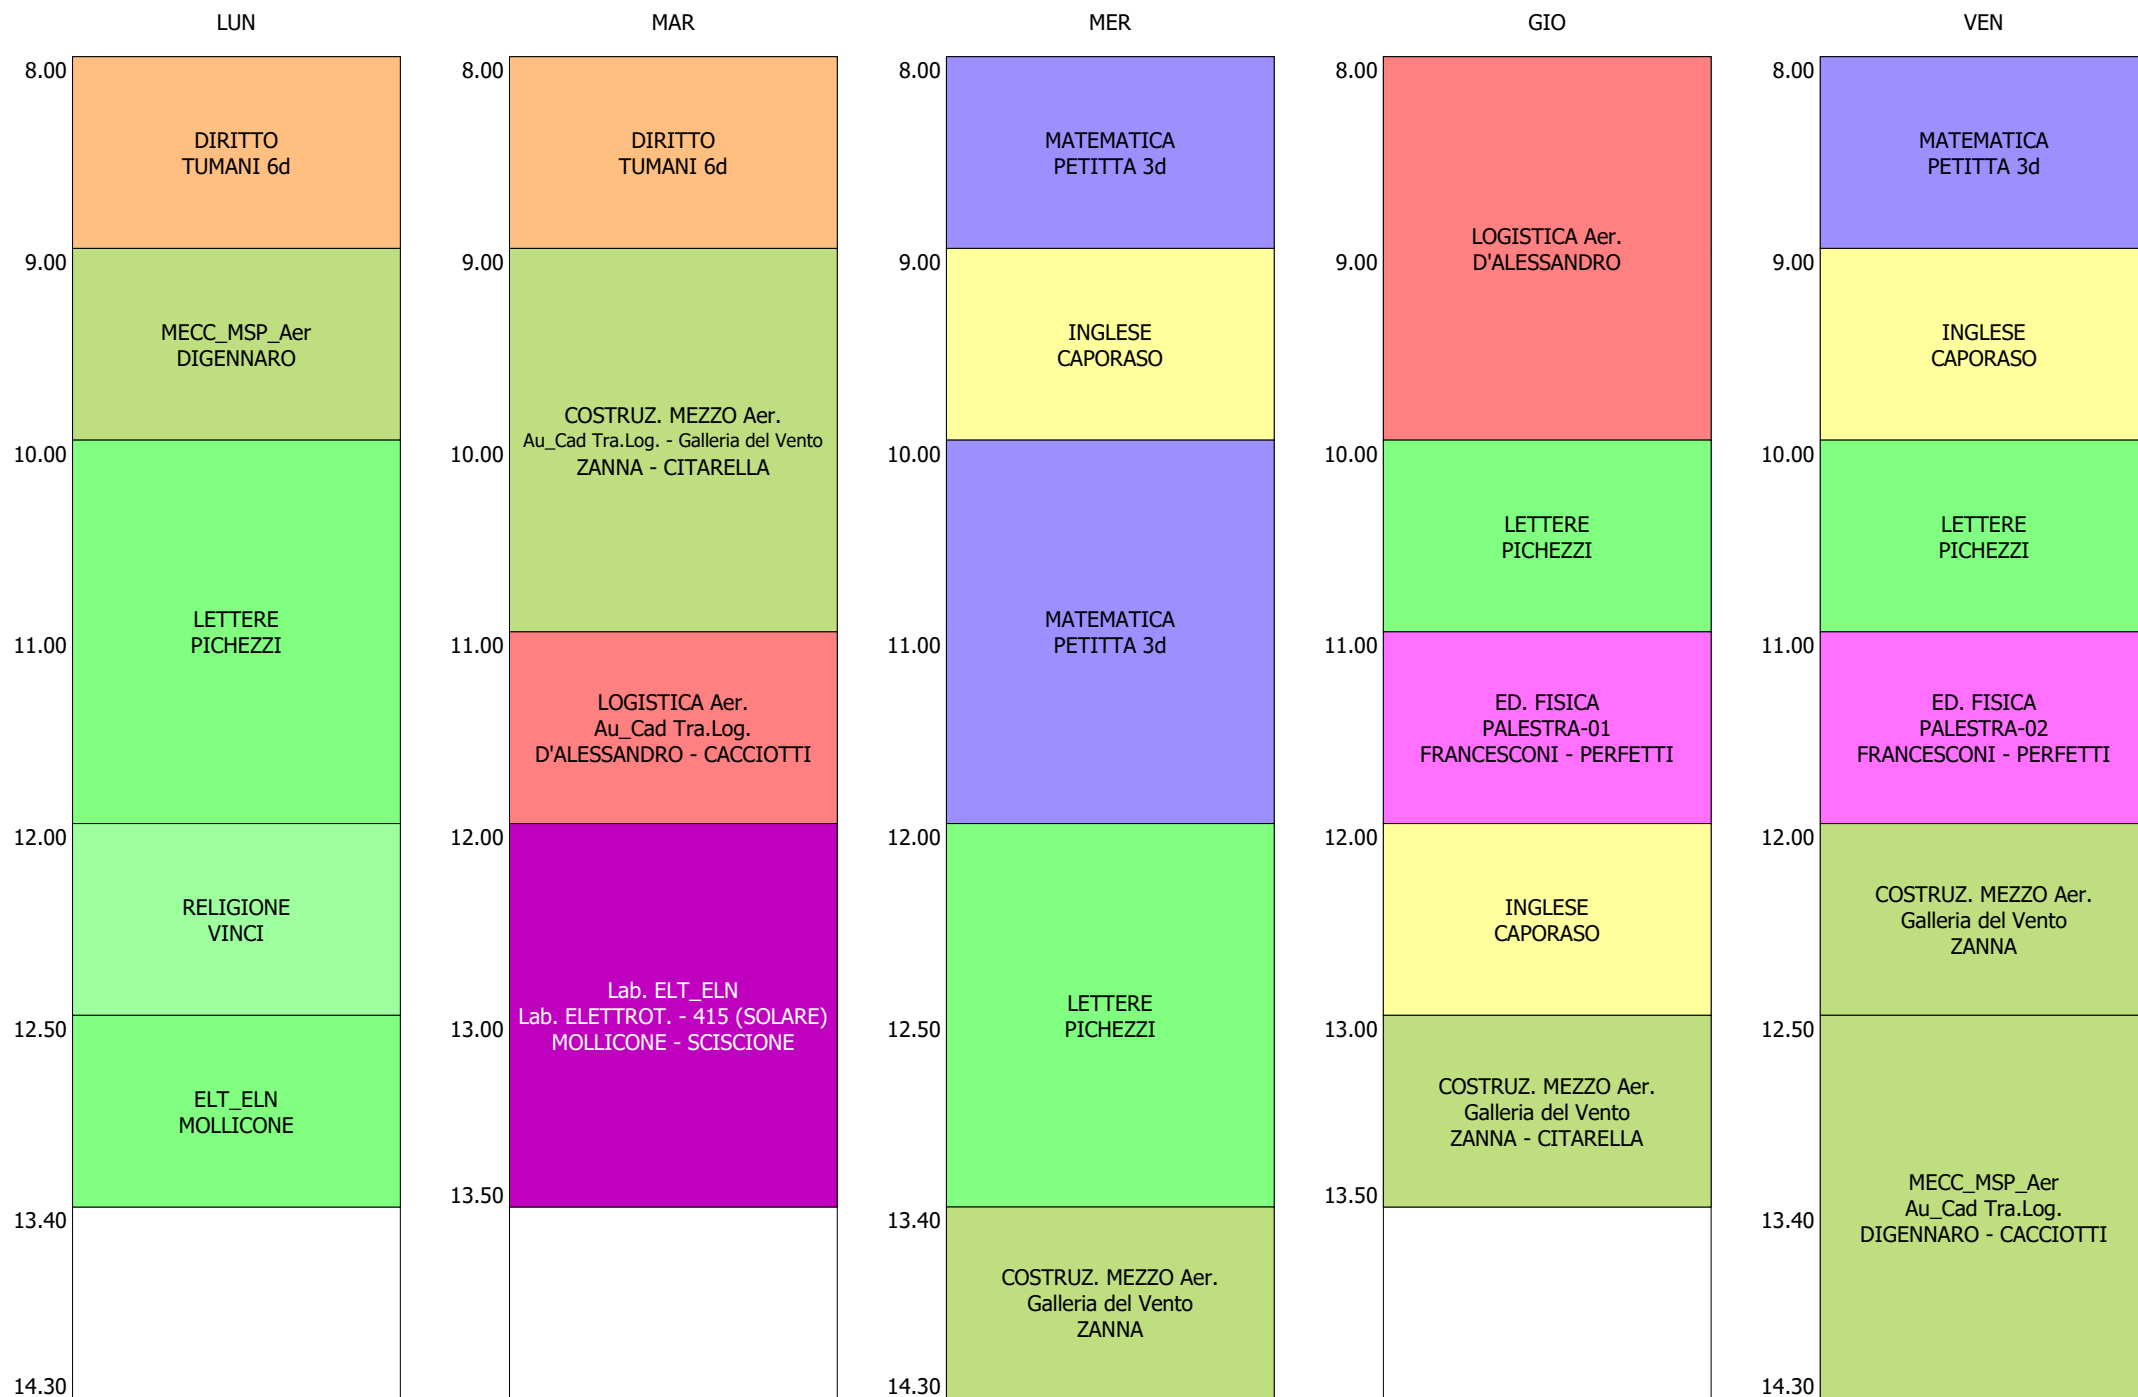 LUN
8.00
DIRITTO
TUMANI 6d
9.00
MECC_MSP_Aer
DIGENNARO
10.00
LETTERE
PICHEZZI
11.00
12.00
RELIGIONE
VINCI
12.50
ELT_ELN
MOLLICONE
13.40
14.30
MAR
8.00
DIRITTO
TUMANI 6d
9.00
COSTRUZ. MEZZO Aer.
Au_Cad Tra.Log. - Galleria del Vento
ZANNA - CITARELLA
10.00
11.00
LOGISTICA Aer.
Au_Cad Tra.Log.
D'ALESSANDRO - CACCIOTTI
12.00
Lab. ELT_ELN
Lab. ELETTROT. - 415 (SOLARE)
MOLLICONE - SCISCIONE
13.00
13.50
MER
8.00
MATEMATICA
PETITTA 3d
9.00
INGLESE
CAPORASO
10.00
MATEMATICA
PETITTA 3d
11.00
12.00
LETTERE
PICHEZZI
12.50
13.40
COSTRUZ. MEZZO Aer.
Galleria del Vento
ZANNA
14.30
GIO
8.00
LOGISTICA Aer.
D'ALESSANDRO
9.00
10.00
LETTERE
PICHEZZI
11.00
ED. FISICA
PALESTRA-01
FRANCESCONI - PERFETTI
12.00
INGLESE
CAPORASO
13.00
COSTRUZ. MEZZO Aer.
Galleria del Vento
ZANNA - CITARELLA
13.50
VEN
8.00
MATEMATICA
PETITTA 3d
9.00
INGLESE
CAPORASO
10.00
LETTERE
PICHEZZI
11.00
ED. FISICA
PALESTRA-02
FRANCESCONI - PERFETTI
12.00
COSTRUZ. MEZZO Aer.
Galleria del Vento
ZANNA
12.50
MECC_MSP_Aer
Au_Cad Tra.Log.
DIGENNARO - CACCIOTTI
13.40
14.30